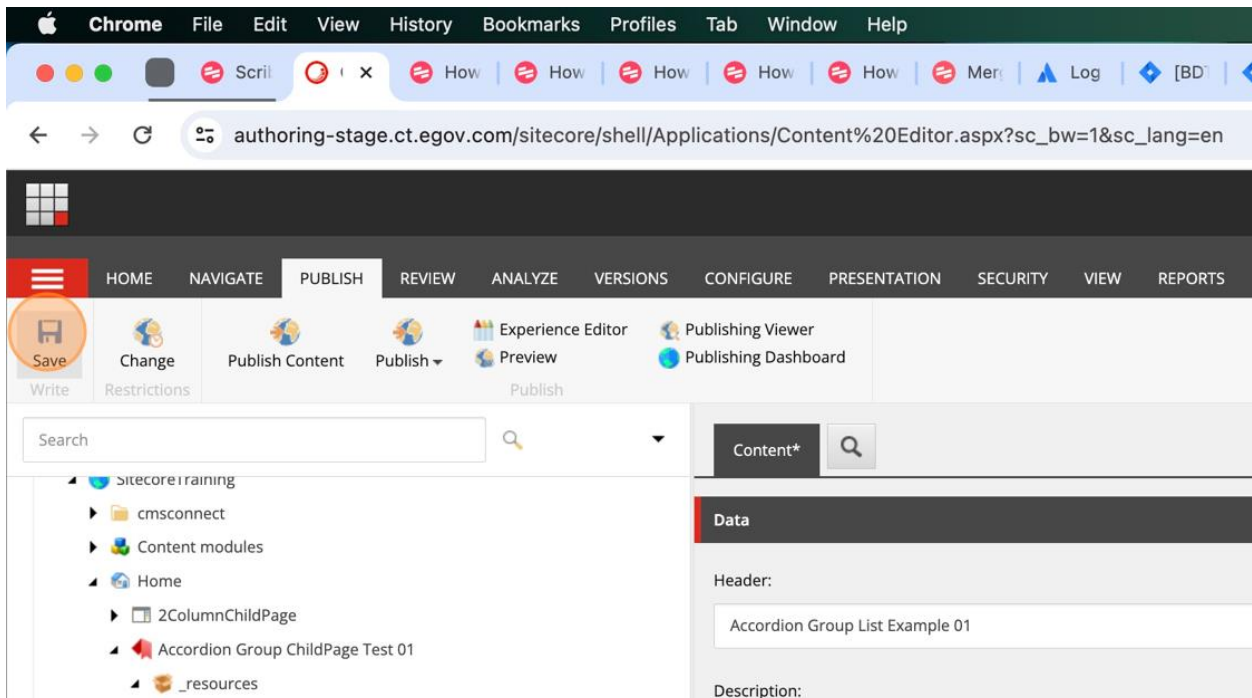 Chrome File Edit View History Bookmarks Profiles Tab Window Help
How How How How How Log [BD
authoring-stage.ct.egov.com/sitecore/shell/Applications/Content%20Editor.aspx?sc_bw=1&sc_lang=en
HOME NAVIGATE PUBLISH REVIEW ANALYZE VERSIONS CONFIGURE PRESENTATION SECURITY VIEW REPORTS
Save Change Publish Content Publish Experience Editor Publishing Viewer
Preview Publishing Dashboard
Write Restrictions Publish
Search
Content*
SitecoreTraining
cmsconnect
Data
Content modules
Home
Header:
2ColumnChildPage
Accordion Group List Example 01
Accordion Group ChildPage Test 01
_resources
Description: